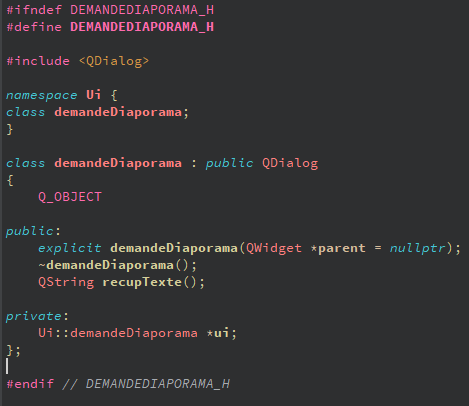 #ifndef DEMANDEDIAPORAMA_H
#define DEMANDEDIAPORAMA_H
#include <QDialog>
namespace Ui {
class demandeDiaporama;
}
class demandeDiaporama : public QDialog
{
    Q_OBJECT
public:
    explicit demandeDiaporama(QWidget *parent = nullptr);
    ~demandeDiaporama();
    QString recupTexte();
private:
    Ui::demandeDiaporama *ui;
};
#endif // DEMANDEDIAPORAMA_H